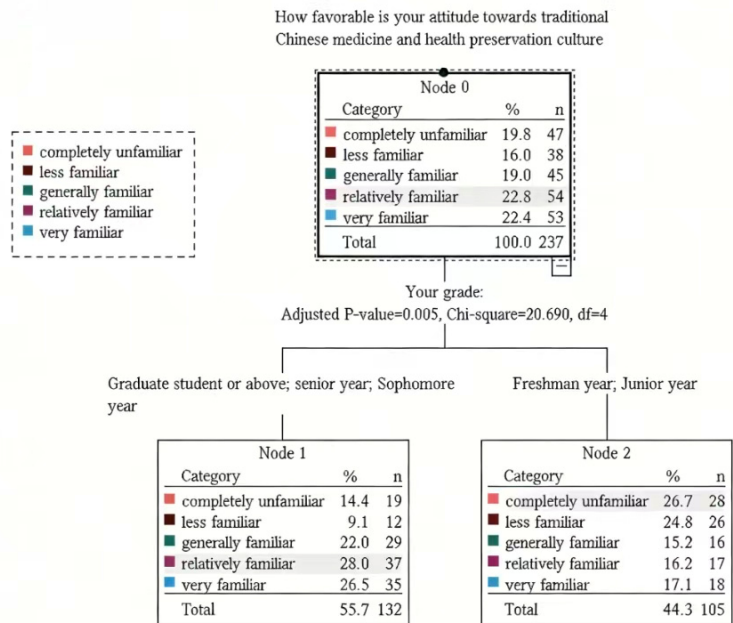 How favorable is your attitude towards traditional
Chinese medicine and health preservation culture
Node 0
Category % n
completely unfamiliar 19.8 47
less familiar 16.0 38
generally familiar 19.0 45
relatively familiar 22.8 54
very familiar 22.4 53
Total 100.0 237
completely unfamiliar
less familiar
generally familiar
relatively familiar
very familiar
Your grade:
Adjusted P-value=0.005, Chi-square=20.690, df=4
Graduate student or above; senior year; Sophomore
year
Freshman year; Junior year
Node 1
Category % n
completely unfamiliar 14.4 19
less familiar 9.1 12
generally familiar 22.0 29
relatively familiar 28.0 37
very familiar 26.5 35
Total 55.7 132
Node 2
Category % n
completely unfamiliar 26.7 28
less familiar 24.8 26
generally familiar 15.2 16
relatively familiar 16.2 17
very familiar 17.1 18
Total 44.3 105